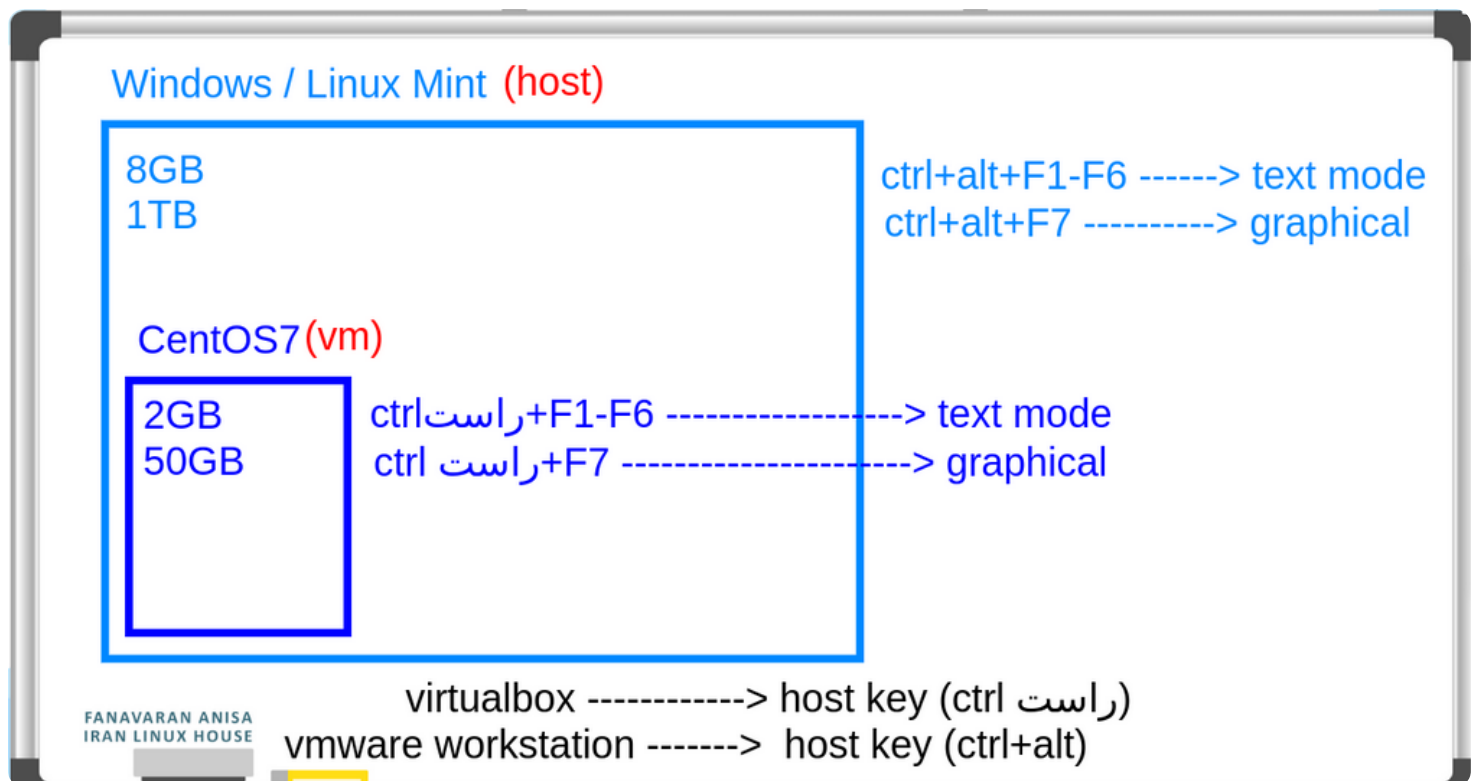 Windows / Linux Mint (host)
8GB
1TB
ctrl+alt+F1-F6 ------> text mode
ctrl+alt+F7 ----------> graphical
CentOS7(vm)
2GB
50GB
ctrlراست+F1-F6 ------------------> text mode
ctrl راست+F7 ----------------------> graphical
virtualbox ------------> host key (ctrl راست)
vmware workstation -------> host key (ctrl+alt)
FANAVARAN ANISA
IRAN LINUX HOUSE